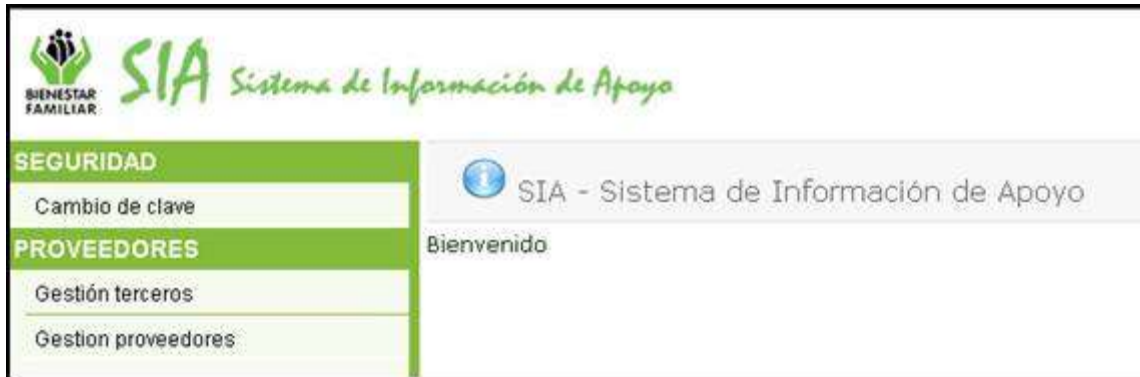 BIENESTAR
FAMILIAR
SIA Sistema de Información de Apoyo
SEGURIDAD
Cambio de clave
PROVEEDORES
Gestión terceros
Gestion proveedores
SIA - Sistema de Información de Apoyo
Bienvenido